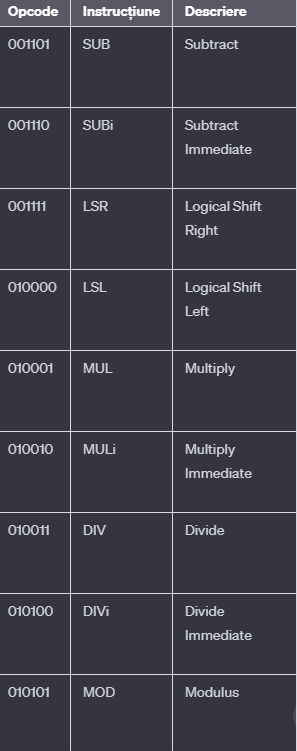 Opcode Instrucțiune Descriere
001101 SUB Subtract
001110 SUBi Subtract
Immediate
001111 LSR Logical Shift
Right
010000 LSL Logical Shift
Left
010001 MUL Multiply
010010 MULi Multiply
Immediate
010011 DIV Divide
010100 DIVi Divide
Immediate
010101 MOD Modulus